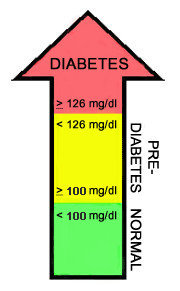 DIABETES
≥ 126 mg/dl
< 126 mg/dl
≥ 100 mg/dl
< 100 mg/dl
PRE-
DIABETES
NORMAL